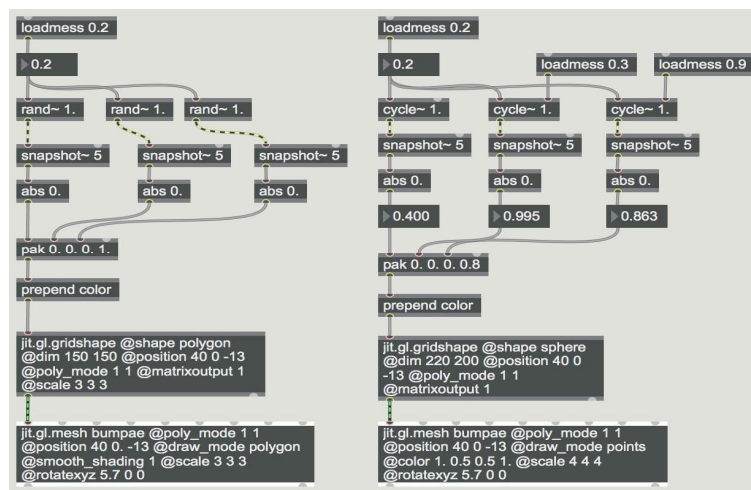 loadmess 0.2
0.2
rand~ 1.
rand~ 1.
rand~ 1.
snapshot~ 5
snapshot~ 5
snapshot~ 5
abs 0.
abs 0.
abs 0.
pak 0. 0. 0. 1.
prepend color
jit.gl.gridshape @shape polygon
@dim 150 150 @position 40 0 -13
@poly_mode 1 1 @matrixoutput 1
@scale 3 3 3
jit.gl.mesh bumpae @poly_mode 1 1
@position 40 0. -13 @draw_mode polygon
@smooth_shading 1 @scale 3 3 3
@rotatexyz 5.7 0 0
loadmess 0.2
0.2
loadmess 0.3
loadmess 0.9
cycle~ 1.
cycle~ 1.
cycle~ 1.
snapshot~ 5
snapshot~ 5
snapshot~ 5
abs 0.
abs 0.
abs 0.
0.400
0.995
0.863
pak 0. 0. 0. 0.8
prepend color
jit.gl.gridshape @shape sphere
@dim 220 200 @position 40 0
-13 @poly_mode 1 1
@matrixoutput 1
jit.gl.mesh bumpae @poly_mode 1 1
@position 40 0 -13 @draw_mode points
@color 1. 0.5 0.5 1. @scale 4 4 4
@rotatexyz 5.7 0 0